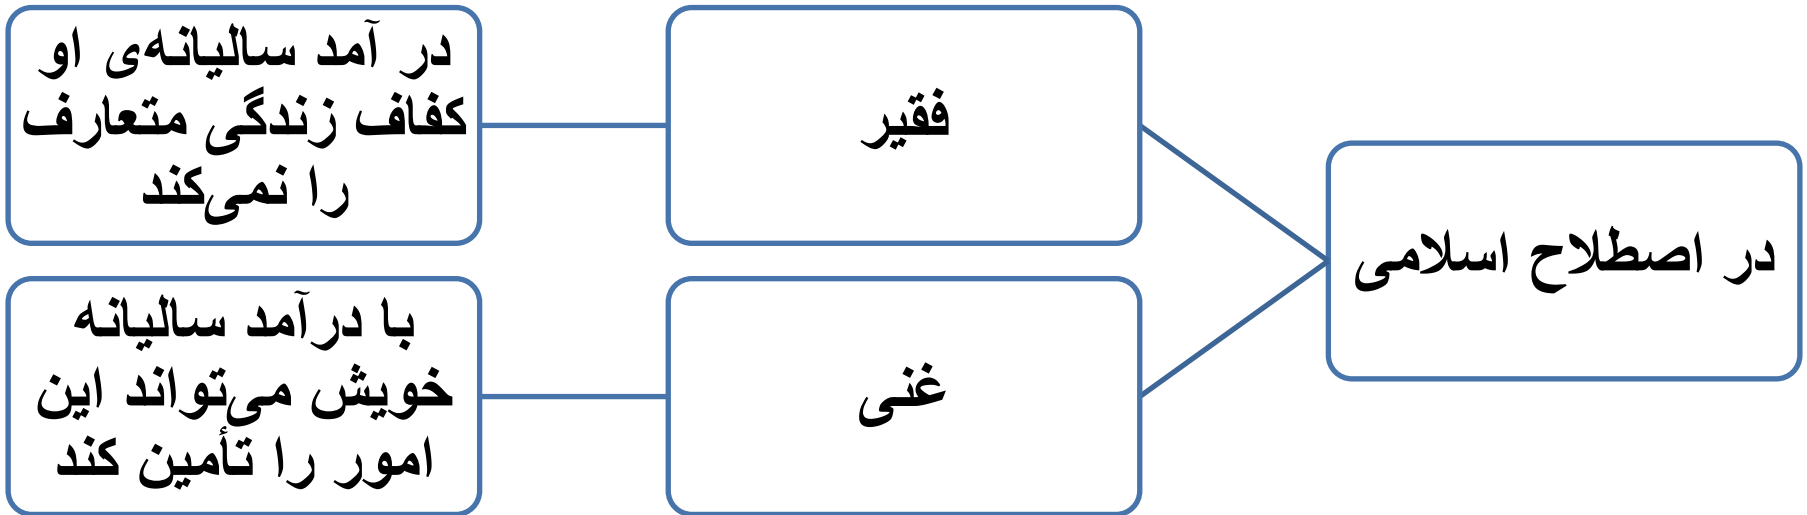 در اصطلاح اسلامی
فقیر
در آمد سالیانه‌ی او
کفاف زندگی متعارف
را نمی‌کند
غنی
با درآمد سالیانه
خویش می‌تواند این
امور را تأمین کند